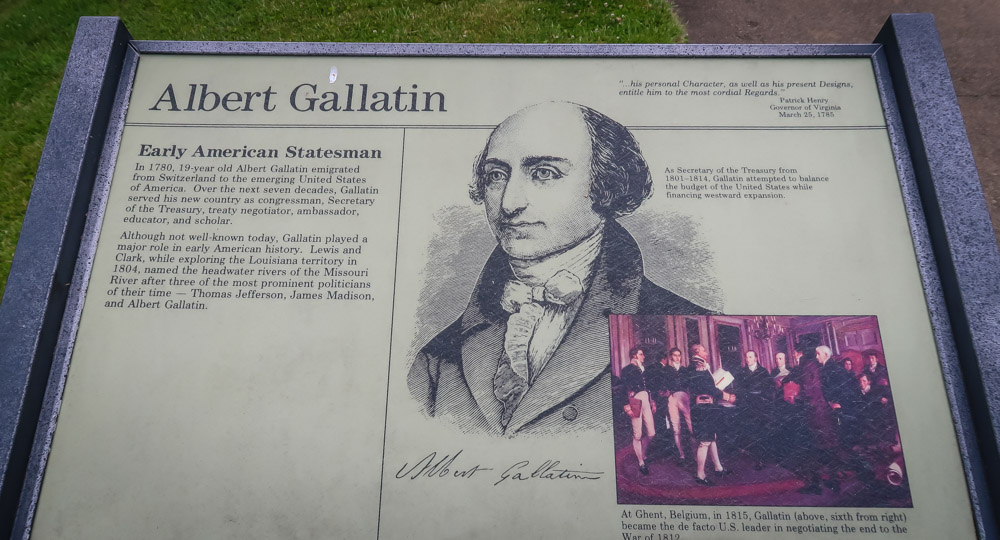 Albert Gallatin
"...his personal Character, as well as his present Designs,
entitle him to the most cordial Regards."
Patrick Henry
Governor of Virginia
March 25, 1785
Early American Statesman
In 1780, 19-year old Albert Gallatin emigrated
from Switzerland to the emerging United States
of America. Over the next seven decades, Gallatin
served his new country as congressman, Secretary
of the Treasury, treaty negotiator, ambassador,
educator, and scholar.
Although not well-known today, Gallatin played a
major role in early American history. Lewis and
Clark, while exploring the Louisiana territory in
1804, named the headwater rivers of the Missouri
River after three of the most prominent politicians
of their time — Thomas Jefferson, James Madison,
and Albert Gallatin.
As Secretary of the Treasury from
1801–1814, Gallatin attempted to balance
the budget of the United States while
financing westward expansion.
Albert Gallatin
At Ghent, Belgium, in 1815, Gallatin (above, sixth from right)
became the de facto U.S. leader in negotiating the end to the
War of 1812.